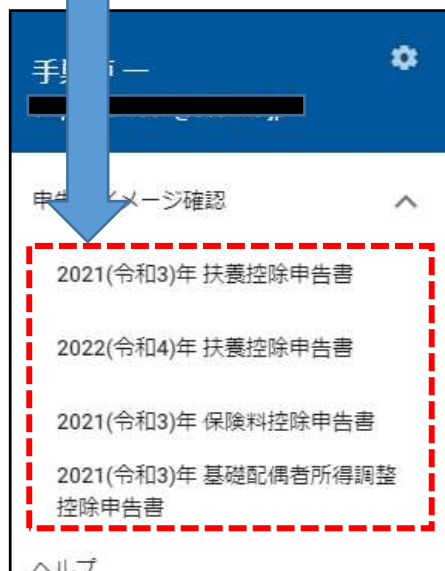 手 一
申 メージ確認
2021(令和3)年 扶養控除申告書
2022(令和4)年 扶養控除申告書
2021(令和3)年 保険料控除申告書
2021(令和3)年 基礎配偶者所得調整
控除申告書
ヘルプ